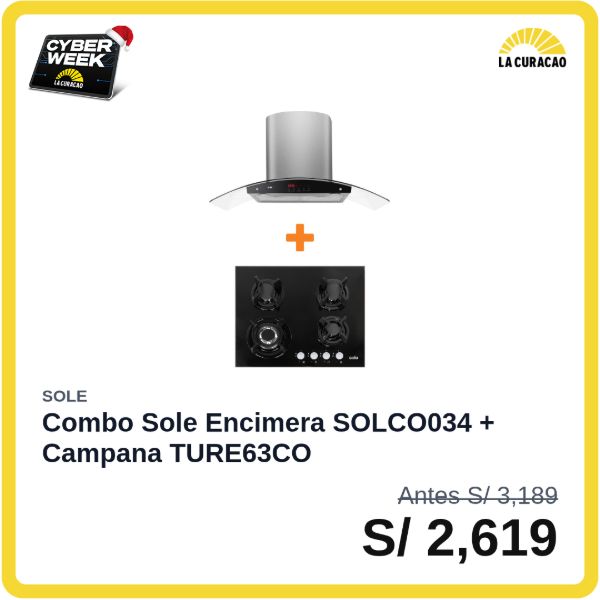 CYBER
WEEK
LA CURACAO
LA CURACAO
SOLE
Combo Sole Encimera SOLCO034 +
Campana TURE63CO
Antes S/ 3,189
S/ 2,619